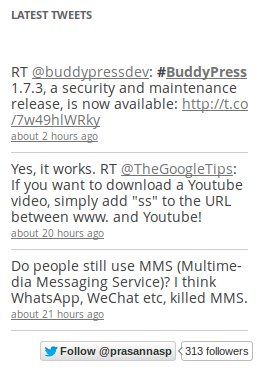 LATEST TWEETS
RT @buddypressdev: #BuddyPress
1.7.3, a security and maintenance
release, is now available: http://t.co
/7w49hlWRky
about 2 hours ago
Yes, it works. RT @TheGoogleTips:
If you want to download a Youtube
video, simply add "ss" to the URL
between www. and Youtube!
about 20 hours ago
Do people still use MMS (Multime-
dia Messaging Service)? I think
WhatsApp, WeChat etc, killed MMS.
about 21 hours ago
Follow @prasannasp 313 followers